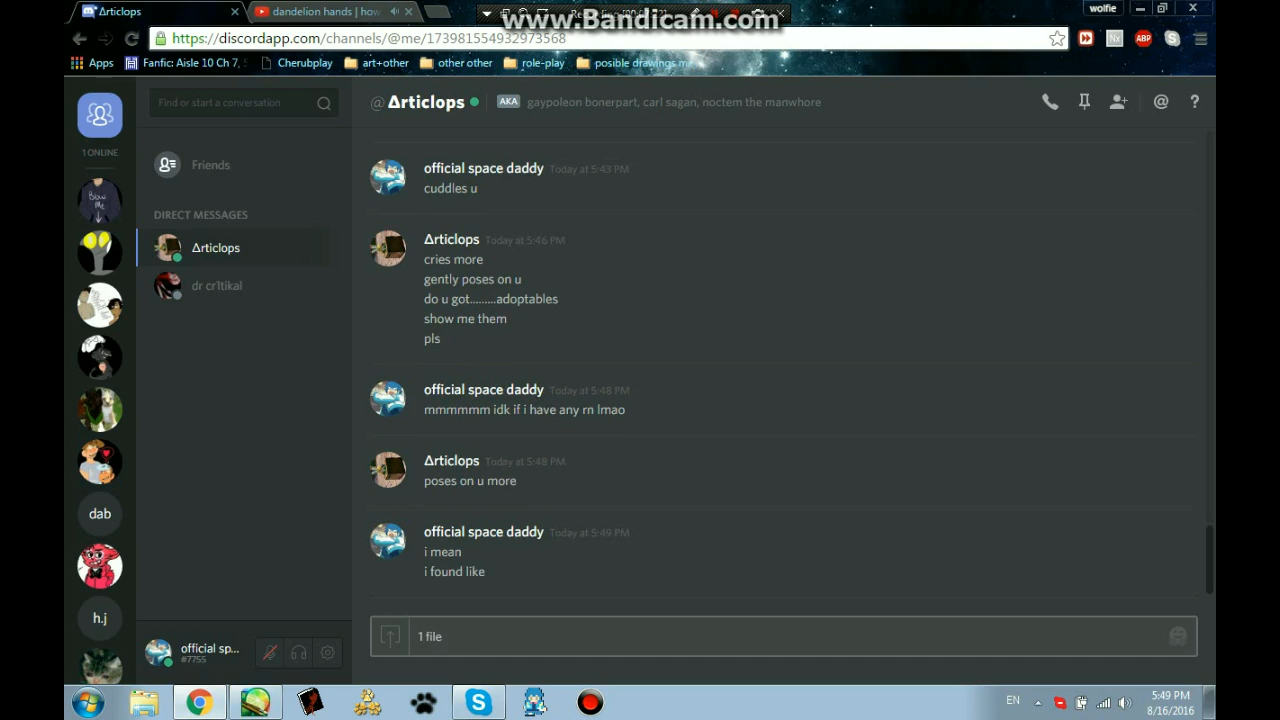 Δrticlops
dandelion hands | how
www.Bandicam.com
wolfie
https://discordapp.com/channels/@me/173981554932973568
Apps
Fanfic: Aisle 10 Ch 7,
Cherubplay
art+other
other other
role-play
posible drawings
ABP
Find or start a conversation
@Δrticlops
AKA gaypoleon bonerpart, carl sagan, noctem the manwhore
1 ONLINE
Friends
DIRECT MESSAGES
Δrticlops
dr cr1tikal
Blow
Me
dab
h.j
official space daddy Today at 5:43 PM
cuddles u
Δrticlops Today at 5:46 PM
cries more
gently poses on u
do u got.........adoptables
show me them
pls
official space daddy Today at 5:48 PM
mmmmmm idk if i have any rn lmao
Δrticlops Today at 5:48 PM
poses on u more
official space daddy Today at 5:49 PM
i mean
i found like
1 file
official sp...
#7755
EN
5:49 PM
8/16/2016